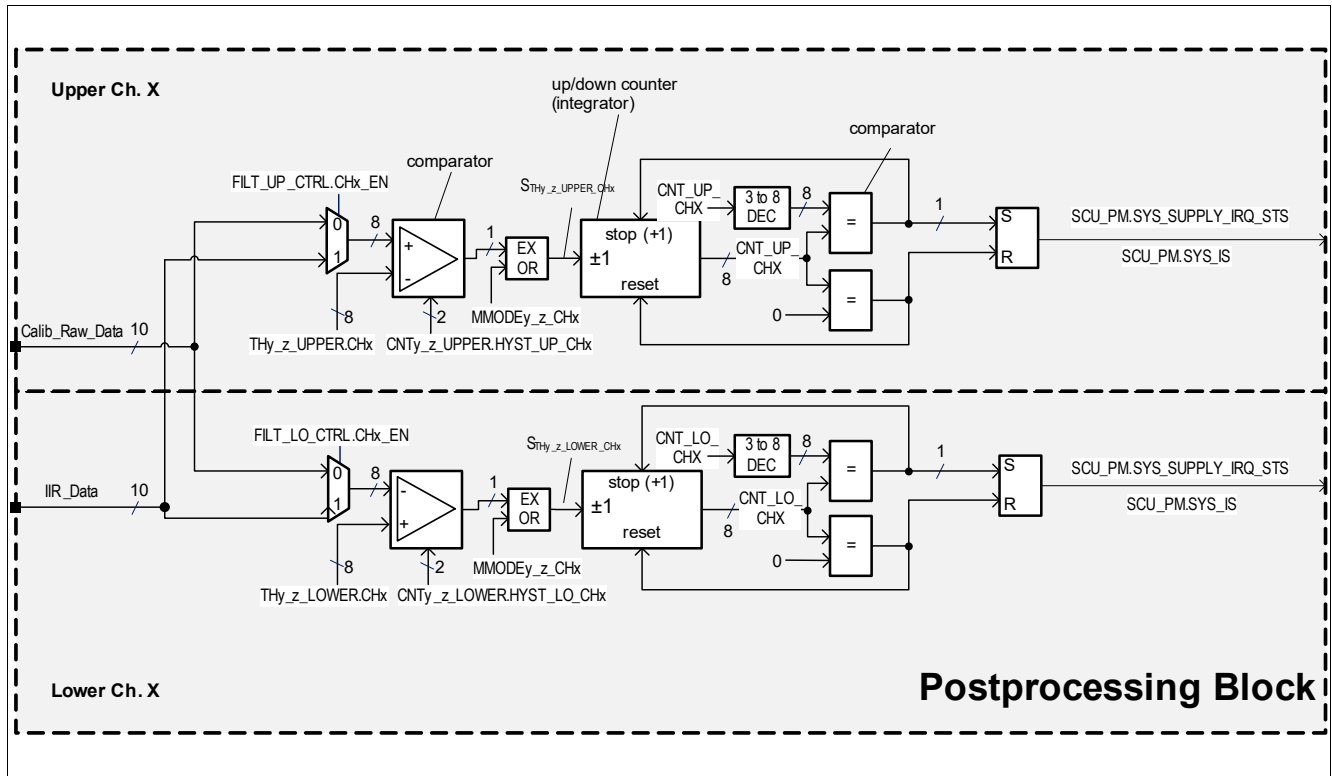 Upper Ch. X
up/down counter
(integrator)
comparator
comparator
FILT_UP_CTRL.CHx_EN
STHy_z_UPPER_CHx
CNT_UP_
CHX
3 to 8
DEC
8
=
1
S
R
SCU_PM.SYS_SUPPLY_IRQ_STS
SCU_PM.SYS_IS
0
1
8
+
-
1
EX
OR
stop (+1)
±1
reset
CNT_UP_
CHX
8
=
0
8
2
MMODEy_z_CHx
THy_z_UPPER.CHx
CNTy_z_UPPER.HYST_UP_CHx
Calib_Raw_Data
10
FILT_LO_CTRL.CHx_EN
STHy_z_LOWER_CHx
CNT_LO_
CHX
3 to 8
DEC
8
=
1
S
R
SCU_PM.SYS_SUPPLY_IRQ_STS
SCU_PM.SYS_IS
0
1
8
-
+
1
EX
OR
stop (+1)
±1
reset
CNT_LO_
CHX
8
=
0
IIR_Data
10
8
2
MMODEy_z_CHx
THy_z_LOWER.CHx
CNTy_z_LOWER.HYST_LO_CHx
Lower Ch. X
Postprocessing Block